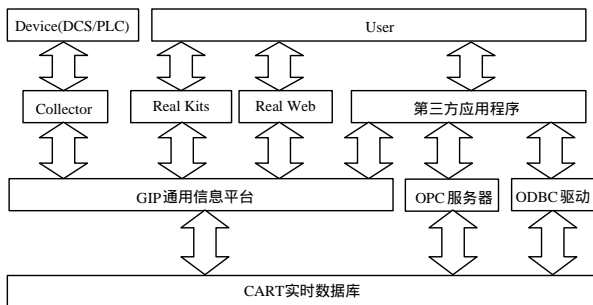 Device(DCS/PLC)
User
Collector
Real Kits
Real Web
第三方应用程序
GIP通用信息平台
OPC服务器
ODBC驱动
CART实时数据库